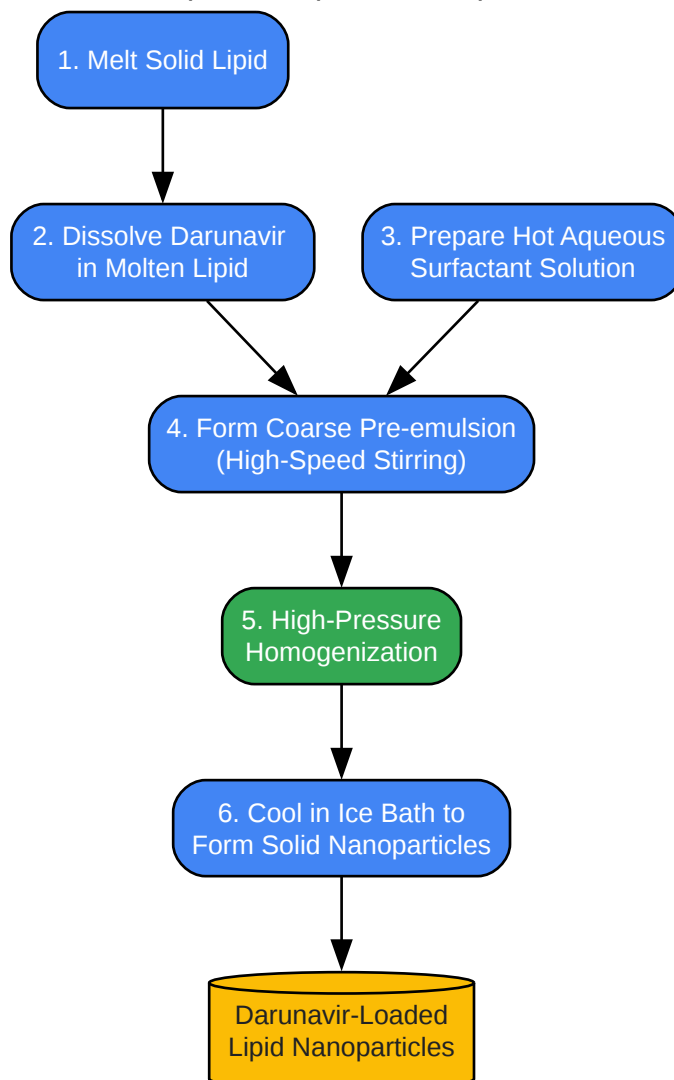 1. Melt Solid Lipid
2. Dissolve Darunavir
in Molten Lipid
3. Prepare Hot Aqueous
Surfactant Solution
4. Form Coarse Pre-emulsion
(High-Speed Stirring)
5. High-Pressure
Homogenization
6. Cool in Ice Bath to
Form Solid Nanoparticles
Darunavir-Loaded
Lipid Nanoparticles